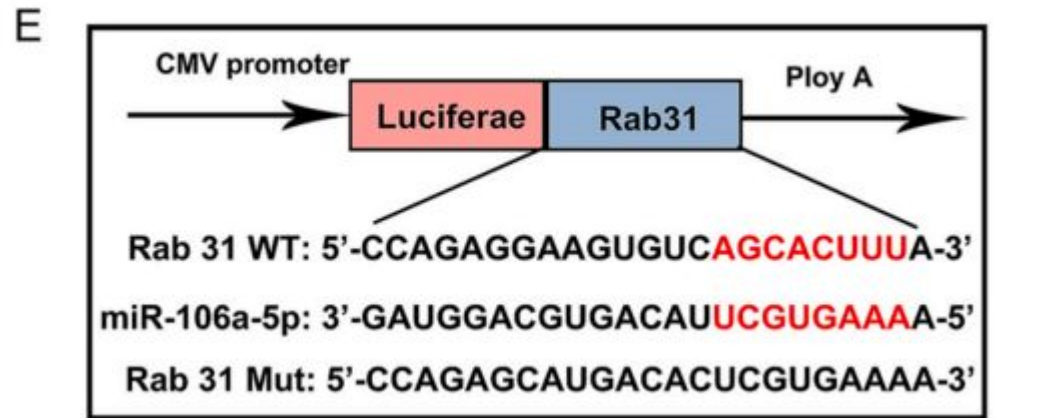 E
CMV promoter
Ploy A
Luciferae
Rab31
Rab 31 WT: 5’-CCAGAGGAAGUGUCAGCACUUUA-3’
miR-106a-5p: 3’-GAUGGACGUGACAUUCGUGAAAA-5’
Rab 31 Mut: 5’-CCAGAGCAUGACACUCGUGAAAA-3’